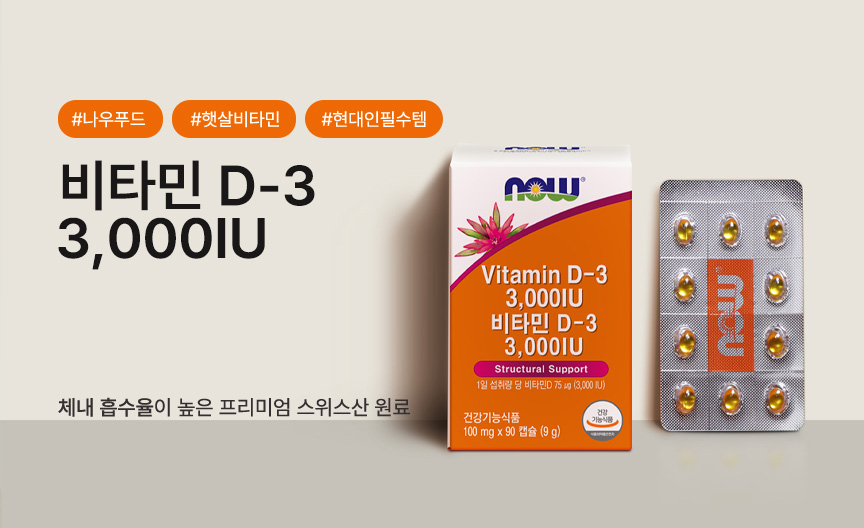 #나우푸드
#햇살비타민
#현대인필수템
비타민 D-3
3,000IU
체내 흡수율이 높은 프리미엄 스위스산 원료
NOW®
Vitamin D-3
3,000IU
비타민 D-3
3,000IU
Structural Support
1일 섭취량 당 비타민D 75 ㎍ (3,000 IU)
건강기능식품
100 mg x 90 캡슐 (9 g)
건강
기능식품
NOW®